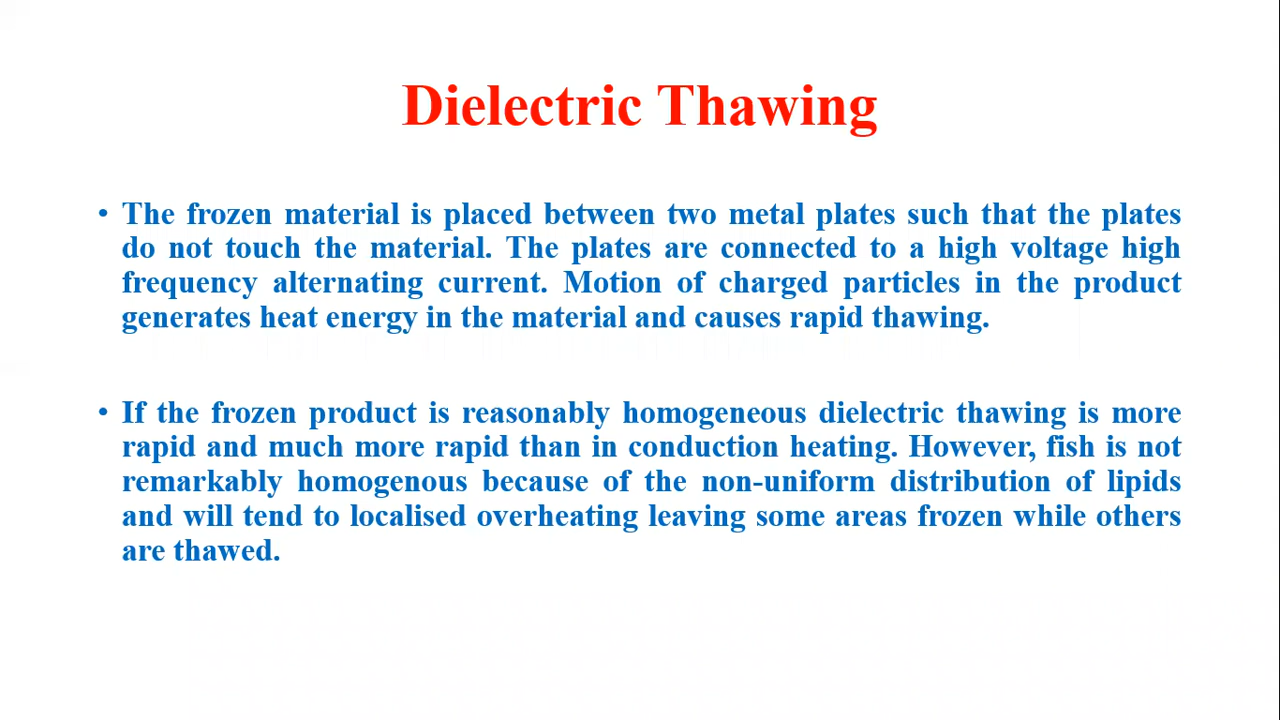 Dielectric Thawing
• The frozen material is placed between two metal plates such that the plates
do not touch the material. The plates are connected to a high voltage high
frequency alternating current. Motion of charged particles in the product
generates heat energy in the material and causes rapid thawing.
• If the frozen product is reasonably homogeneous dielectric thawing is more
rapid and much more rapid than in conduction heating. However, fish is not
remarkably homogenous because of the non-uniform distribution of lipids
and will tend to localised overheating leaving some areas frozen while others
are thawed.